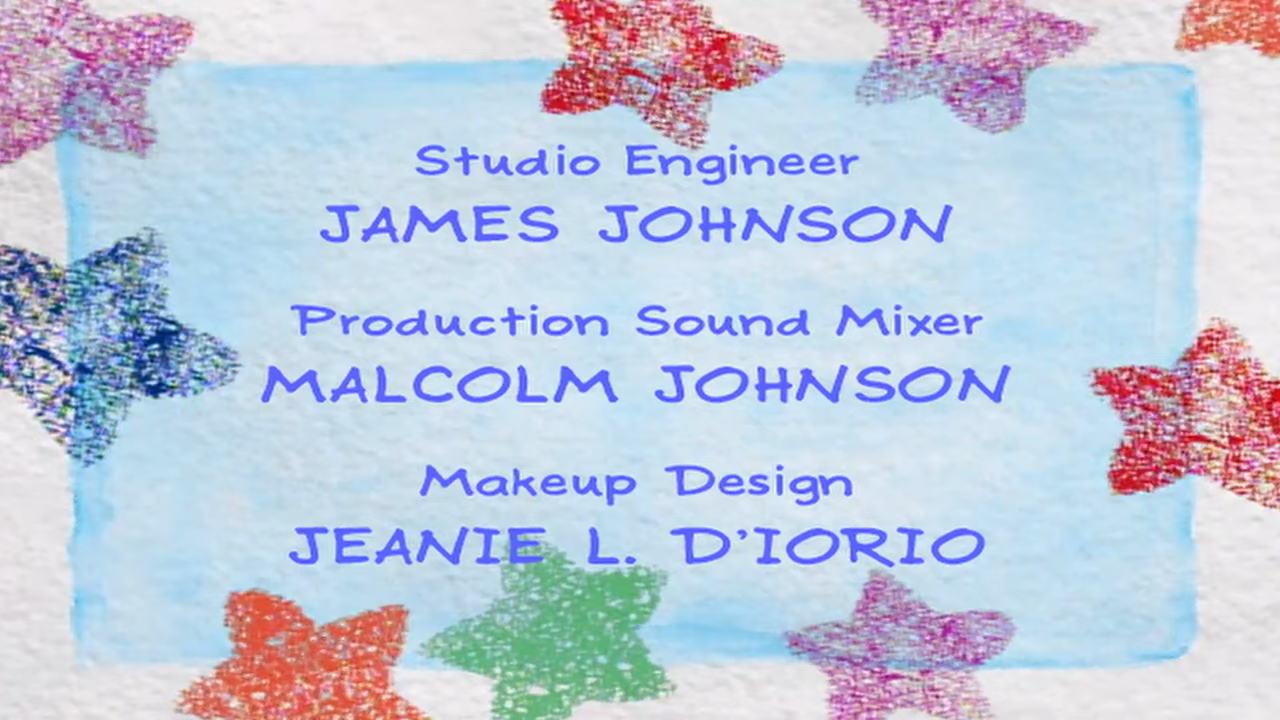 Studio Engineer
JAMES JOHNSON
Production Sound Mixer
MALCOLM JOHNSON
Makeup Design
JEANIE L. D'IORIO